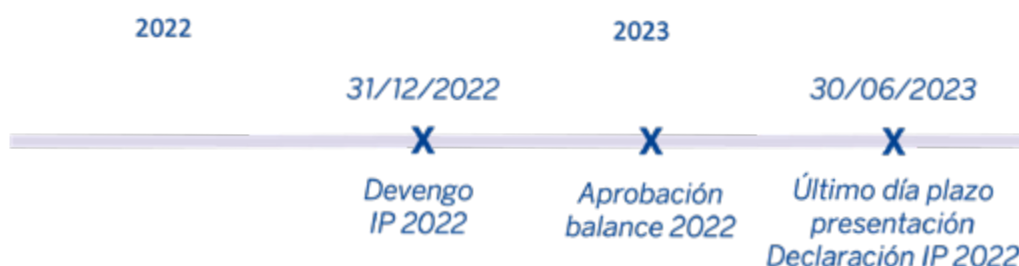 2022
2023
31/12/2022
30/06/2023
X
X
X
Devengo
IP 2022
Aprobación
balance 2022
Último día plazo
presentación
Declaración IP 2022